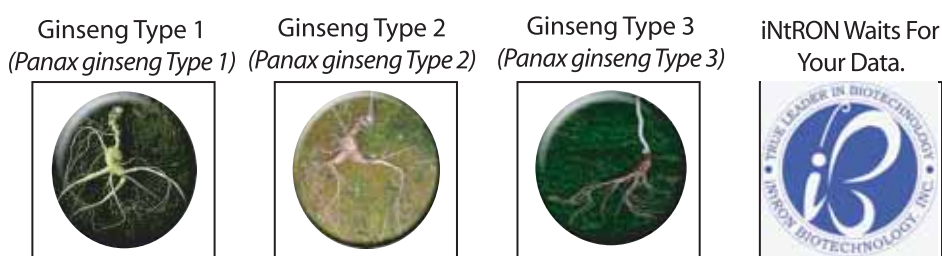 Ginseng Type 1
(Panax ginseng Type 1)
Ginseng Type 2
(Panax ginseng Type 2)
Ginseng Type 3
(Panax ginseng Type 3)
iNtRON Waits For
Your Data.
TRUE LEADER IN BIOTECHNOLOGY
iB
iNtRON BIOTECHNOLOGY, INC.